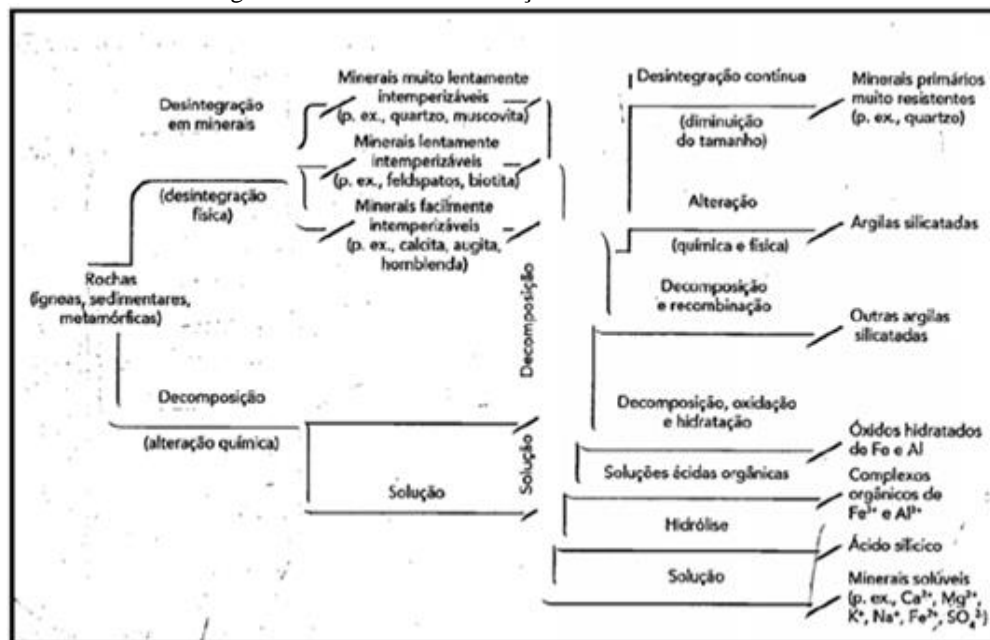 Desintegração
em minerais
(desintegração
física)
Rochas
(ígneas, sedimentares,
metamórficas)
Decomposição
(alteração química)
Minerais muito lentamente
intemperizáveis
(p. ex., quartzo, muscovita)
Minerais lentamente
intemperizáveis
(p. ex., feldspatos, biotita)
Minerais facilmente
intemperizáveis
(p. ex., calcita, augita,
hornblenda)
Solução
Decomposição
Solução
Desintegração contínua
(diminuição
do tamanho)
Alteração
(química e física)
Decomposição
e recombinação
Decomposição, oxidação
e hidratação
Soluções écidas orgânicas
Hidrólise
Solução
Minerais primários
muito resistentes
(p. ex., quartzo)
Argilas silicatadas
Outras argilas
silicatadas
Óxidos hidratados
de Fe e Al
Complexos
orgânicos de
Fe³⁺ e Al³⁺
Ácido silícico
Minerais solúveis
(p. ex., Ca²⁺, Mg²⁺,
K⁺, Na⁺, Fe²⁺, SO₄²⁻)